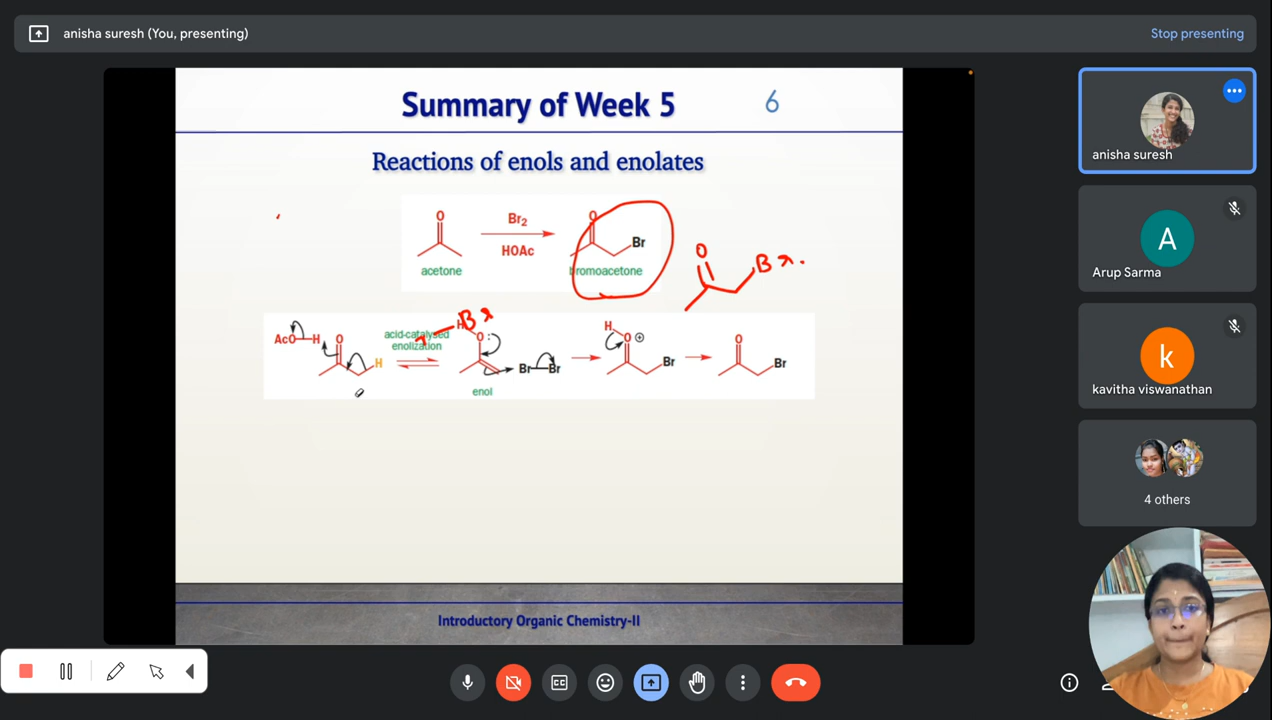 anisha suresh (You, presenting)
Stop presenting
Summary of Week 5
6
Reactions of enols and enolates
O
Br2
HOAc
acetone
O
Br
bromoacetone
O
Br.
AcO—H
O
H
acid-catalysed
enolization
Br
H
O:
Br—Br
enol
H
O⊕
Br
O
Br
Introductory Organic Chemistry-II
anisha suresh
A
Arup Sarma
k
kavitha viswanathan
4 others
CC